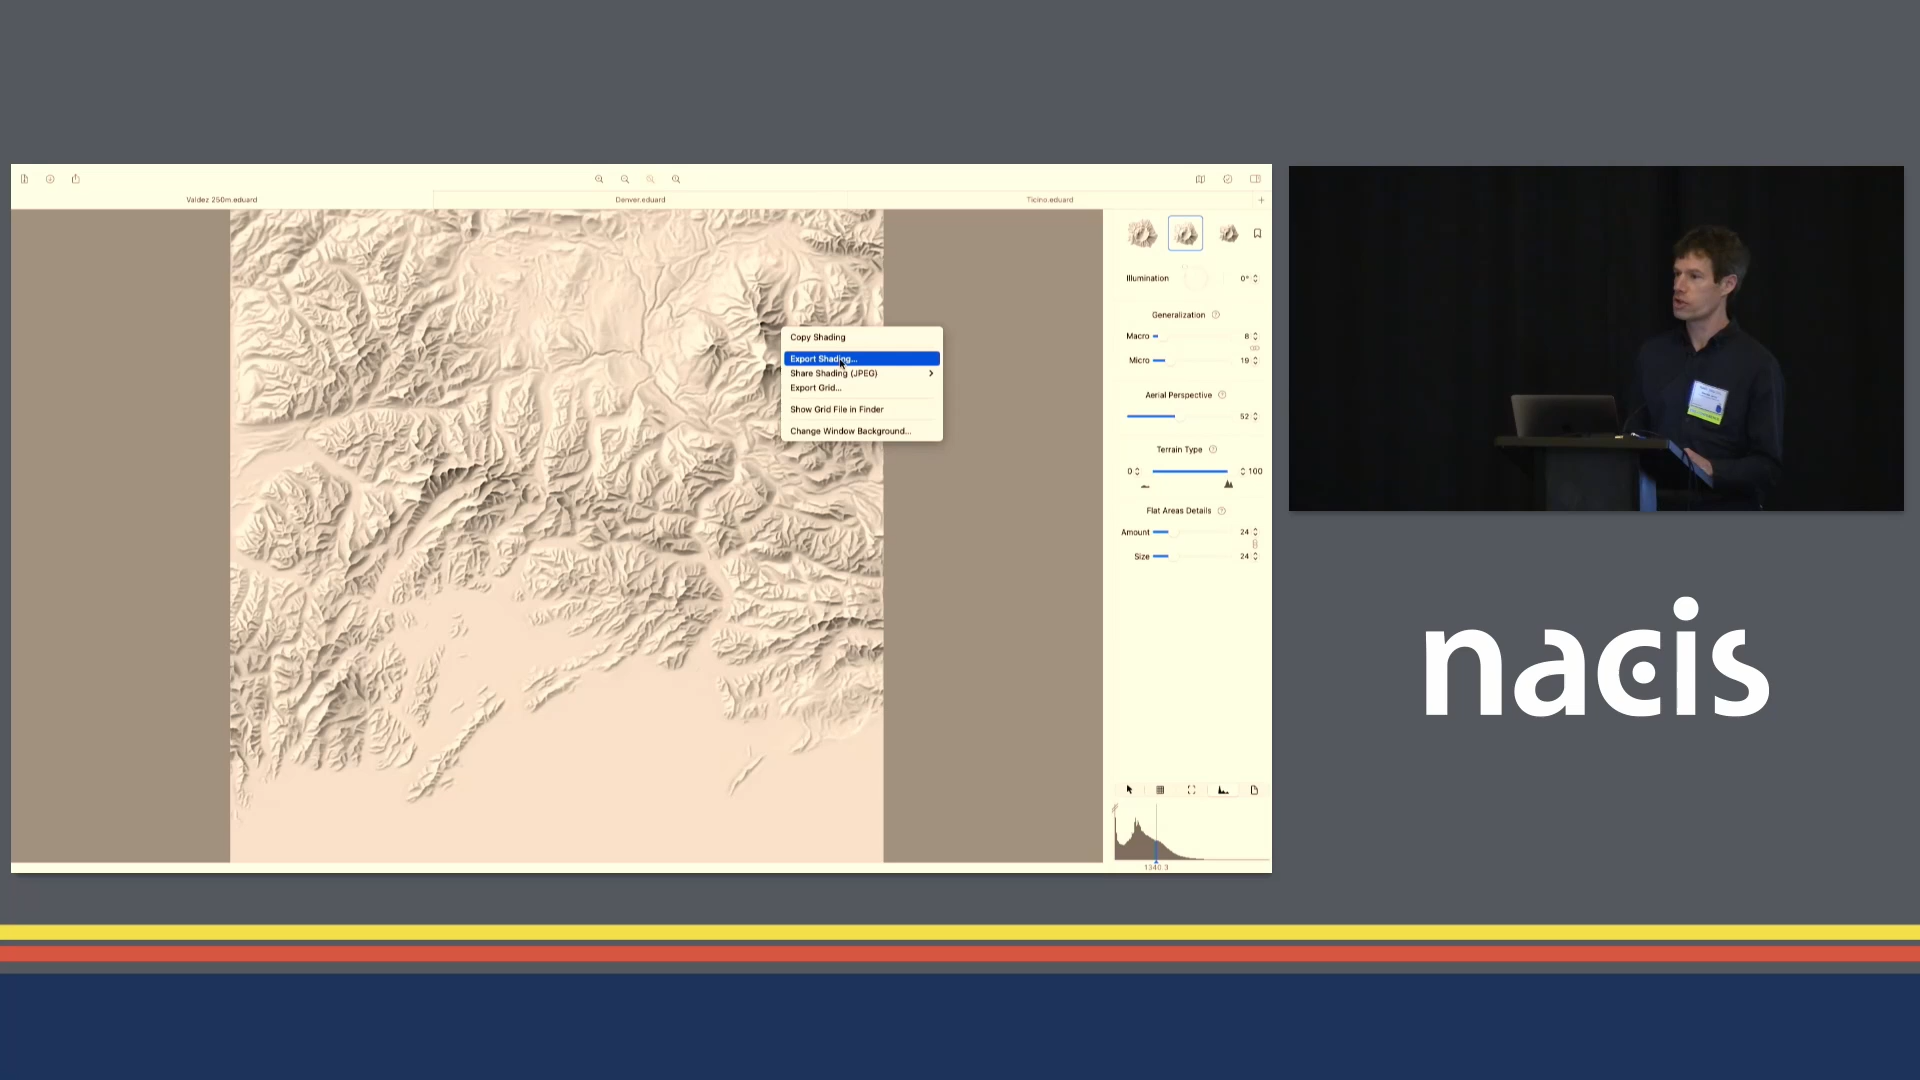 Valdez 250m.eduard
Denver.eduard
Ticino.eduard
Illumination
0°
Generalization
Macro
8
Micro
19
Aerial Perspective
52
Terrain Type
0
100
Flat Areas Details
Amount
24
Size
24
1340.3
Copy Shading
Export Shading...
Share Shading (JPEG)
Export Grid...
Show Grid File in Finder
Change Window Background...
nacis